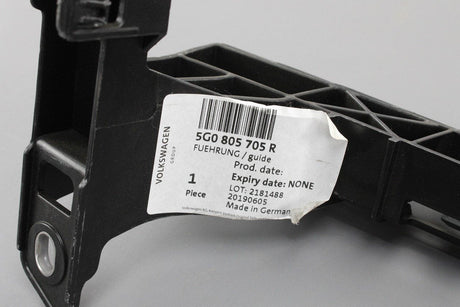 VOLKSWAGEN
GROUP
5G0 805 705 R
FUEHRUNG / guide
Prod. date:
Expiry date: NONE
1
Piece
LOT: 2181488
20190605
Made in German